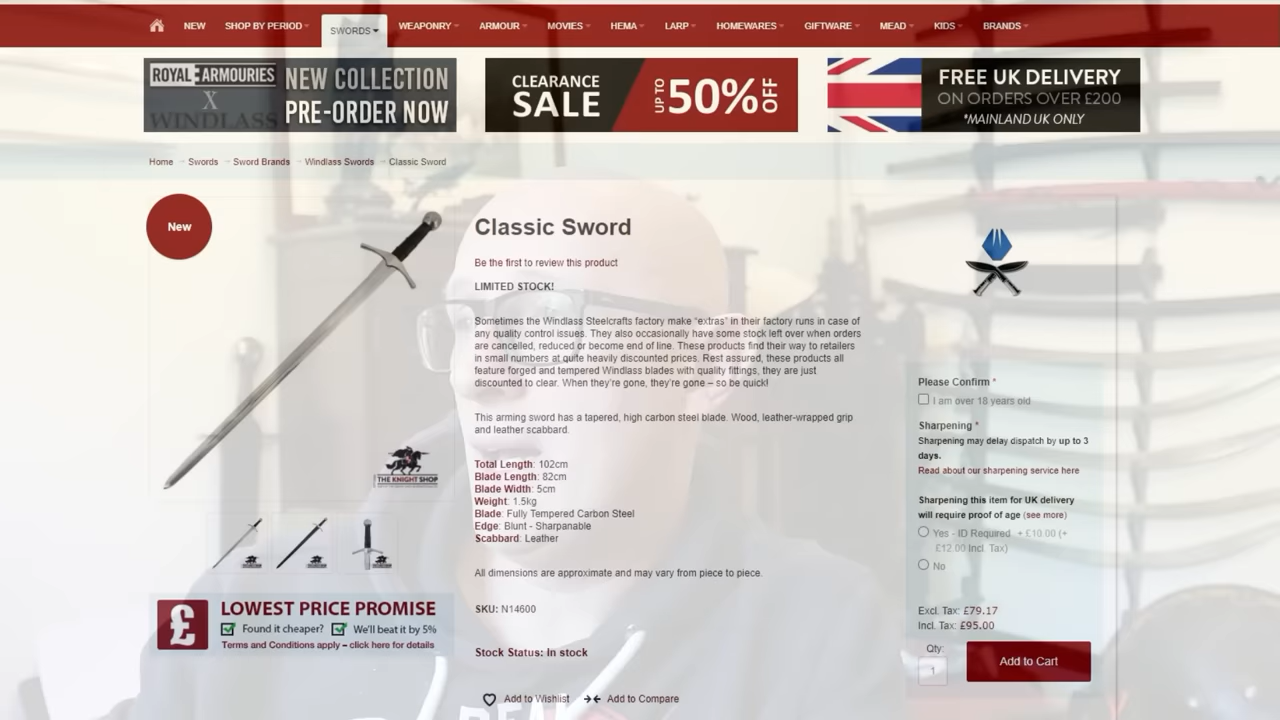 NEW SHOP BY PERIOD SWORDS WEAPONRY ARMOUR MOVIES HEMA LARP HOMEWARES GIFTWARE MEAD KIDS BRANDS
ROYAL ARMOURIES
X
WINDLASS
NEW COLLECTION
PRE-ORDER NOW
CLEARANCE
SALE
UP TO
50%
OFF
FREE UK DELIVERY
ON ORDERS OVER £200
*MAINLAND UK ONLY
Home Swords Sword Brands Windlass Swords Classic Sword
New
THE KNIGHT SHOP
£
LOWEST PRICE PROMISE
Found it cheaper? We'll beat it by 5%
Terms and Conditions apply – click here for details
Classic Sword
Be the first to review this product
LIMITED STOCK!
Sometimes the Windlass Steelcrafts factory make “extras” in their factory runs in case of
any quality control issues. They also occasionally have some stock left over when orders
are cancelled, reduced or become end of line. These products find their way to retailers
in small numbers at quite heavily discounted prices. Rest assured, these products all
feature forged and tempered Windlass blades with quality fittings, they are just
discounted to clear. When they’re gone, they’re gone – so be quick!
This arming sword has a tapered, high carbon steel blade. Wood, leather-wrapped grip
and leather scabbard.
Total Length: 102cm
Blade Length: 82cm
Blade Width: 5cm
Weight: 1.5kg
Blade: Fully Tempered Carbon Steel
Edge: Blunt - Sharpanable
Scabbard: Leather
All dimensions are approximate and may vary from piece to piece.
SKU: N14600
Stock Status: In stock
Add to Wishlist Add to Compare
Please Confirm *
I am over 18 years old
Sharpening *
Sharpening may delay dispatch by up to 3
days.
Read about our sharpening service here
Sharpening this item for UK delivery
will require proof of age (see more)
Yes - ID Required + £10.00 (+
£12.00 Incl. Tax)
No
Excl. Tax: £79.17
Incl. Tax: £95.00
Qty:
1
Add to Cart